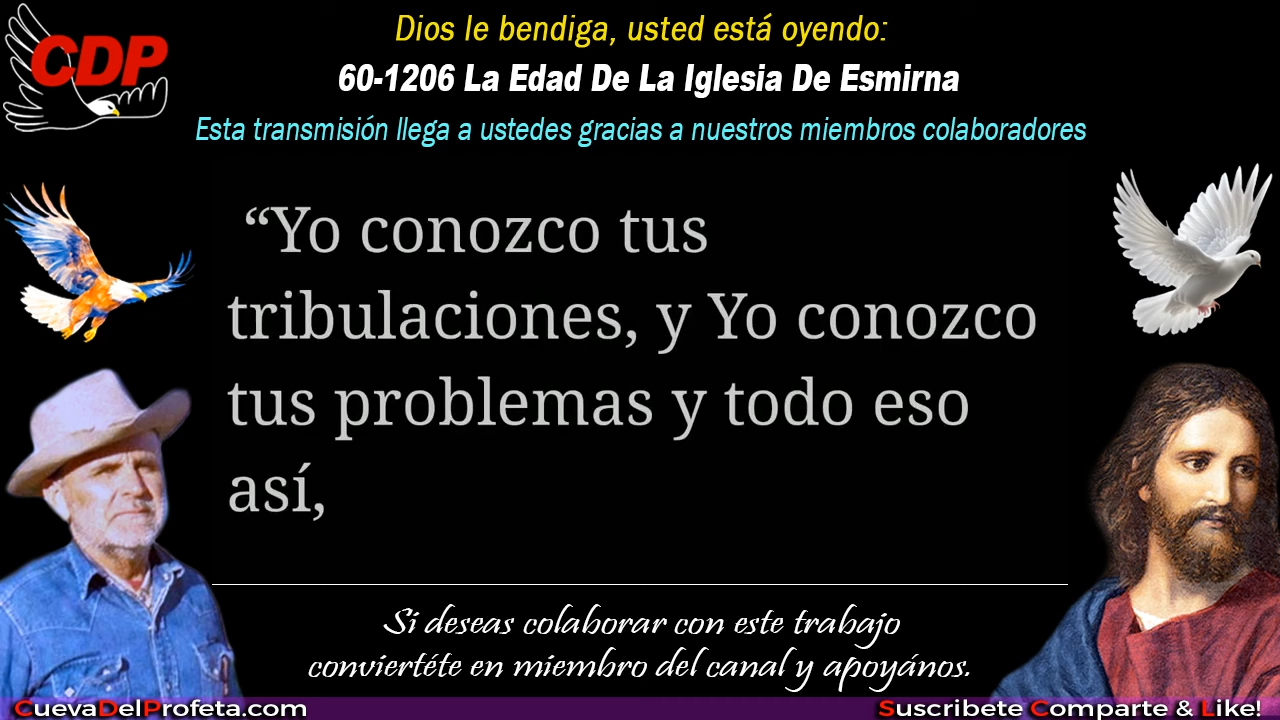 CDP
Dios le bendiga, usted está oyendo:
60-1206 La Edad De La Iglesia De Esmirna
Esta transmisión llega a ustedes gracias a nuestros miembros colaboradores
“Yo conozco tus
tribulaciones, y Yo conozco
tus problemas y todo eso
así,
Si deseas colaborar con este trabajo
conviertéte en miembro del canal y apoyános.
CuevaDelProfeta.com
Suscribete Comparte & Like!